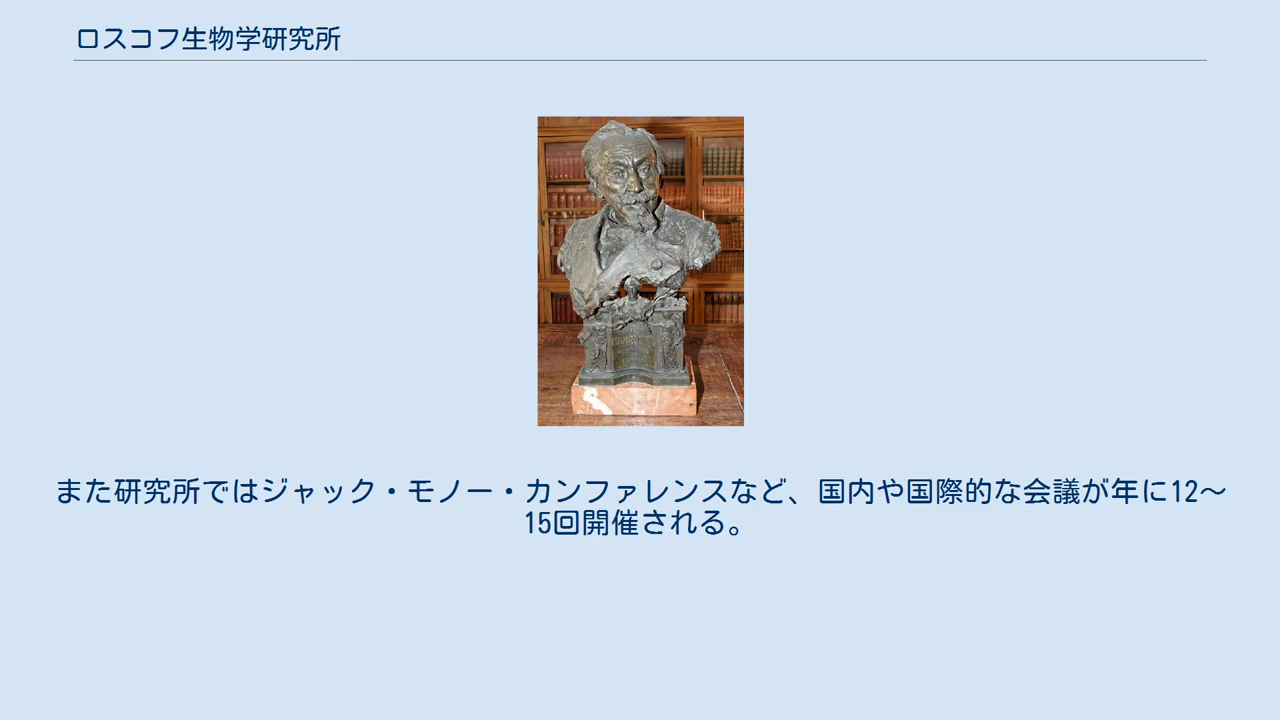 ロスコフ生物学研究所
また研究所ではジャック・モノー・カンファレンスなど、国内や国際的な会議が年に12〜
15回開催される。